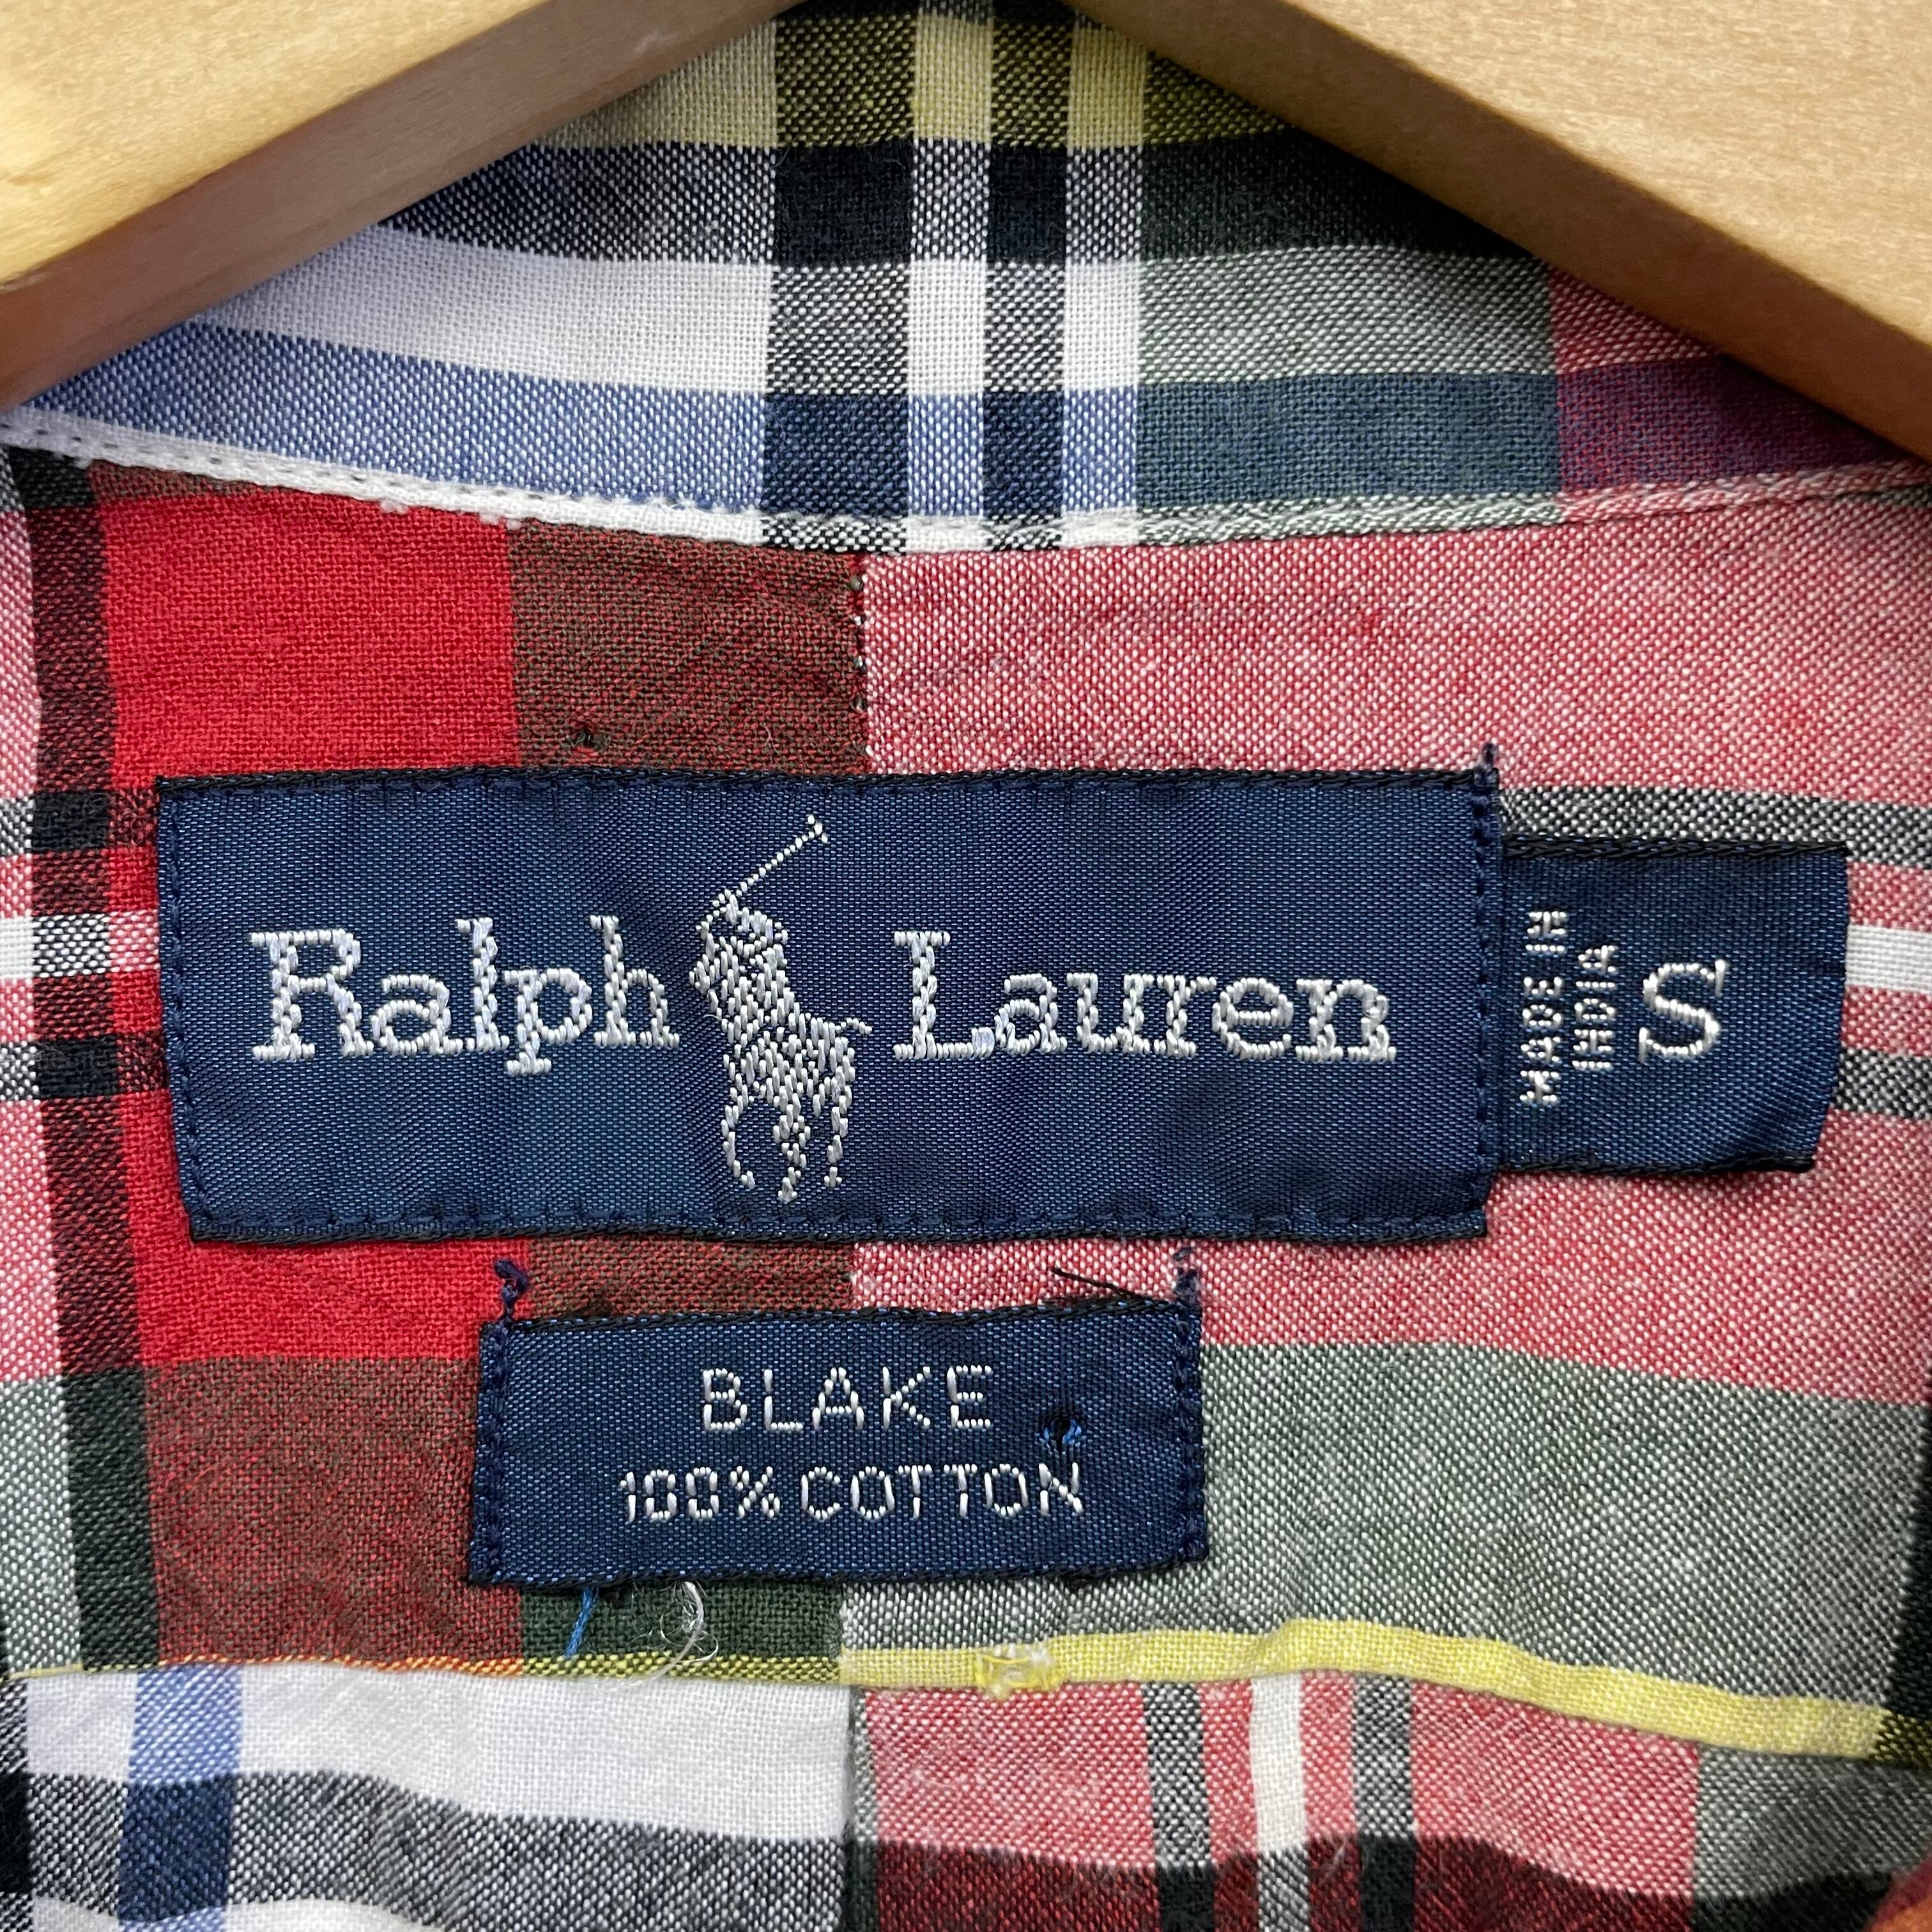 Ralph Lauren
MADE IN
INDIA
S
BLAKE
100% COTTON